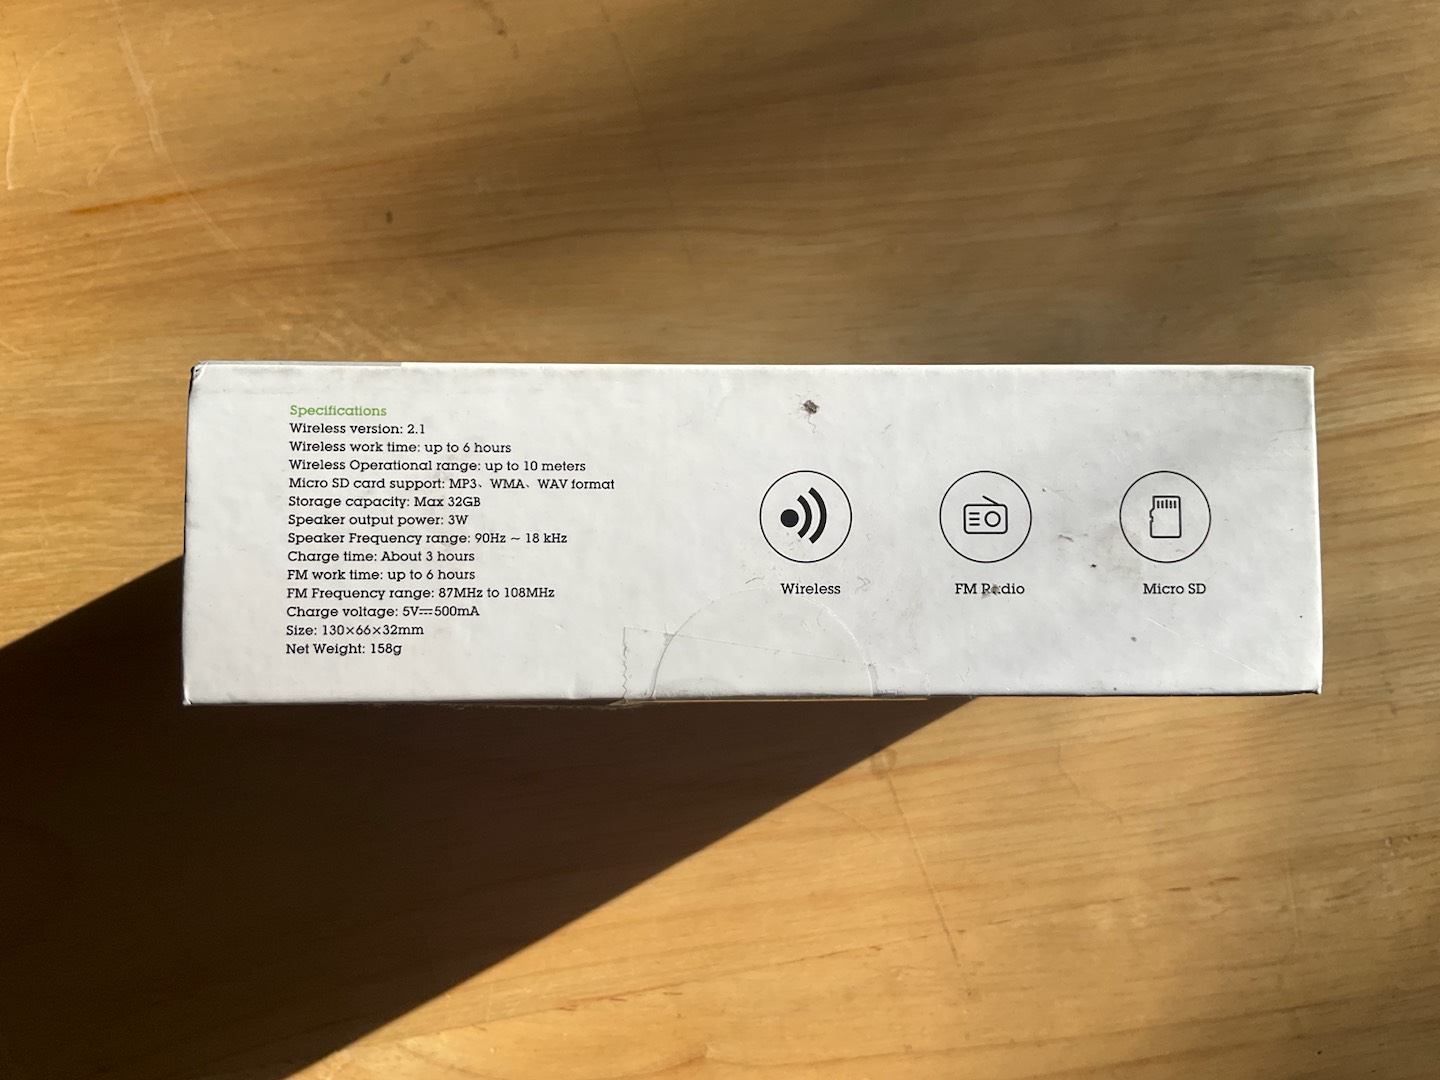 Specifications
Wireless version: 2.1
Wireless work time: up to 6 hours
Wireless Operational range: up to 10 meters
Micro SD card support: MP3、WMA、WAV format
Storage capacity: Max 32GB
Speaker output power: 3W
Speaker Frequency range: 90Hz ~ 18 kHz
Charge time: About 3 hours
FM work time: up to 6 hours
FM Frequency range: 87MHz to 108MHz
Charge voltage: 5V⎓500mA
Size: 130×66×32mm
Net Weight: 158g
Wireless
FM Radio
Micro SD